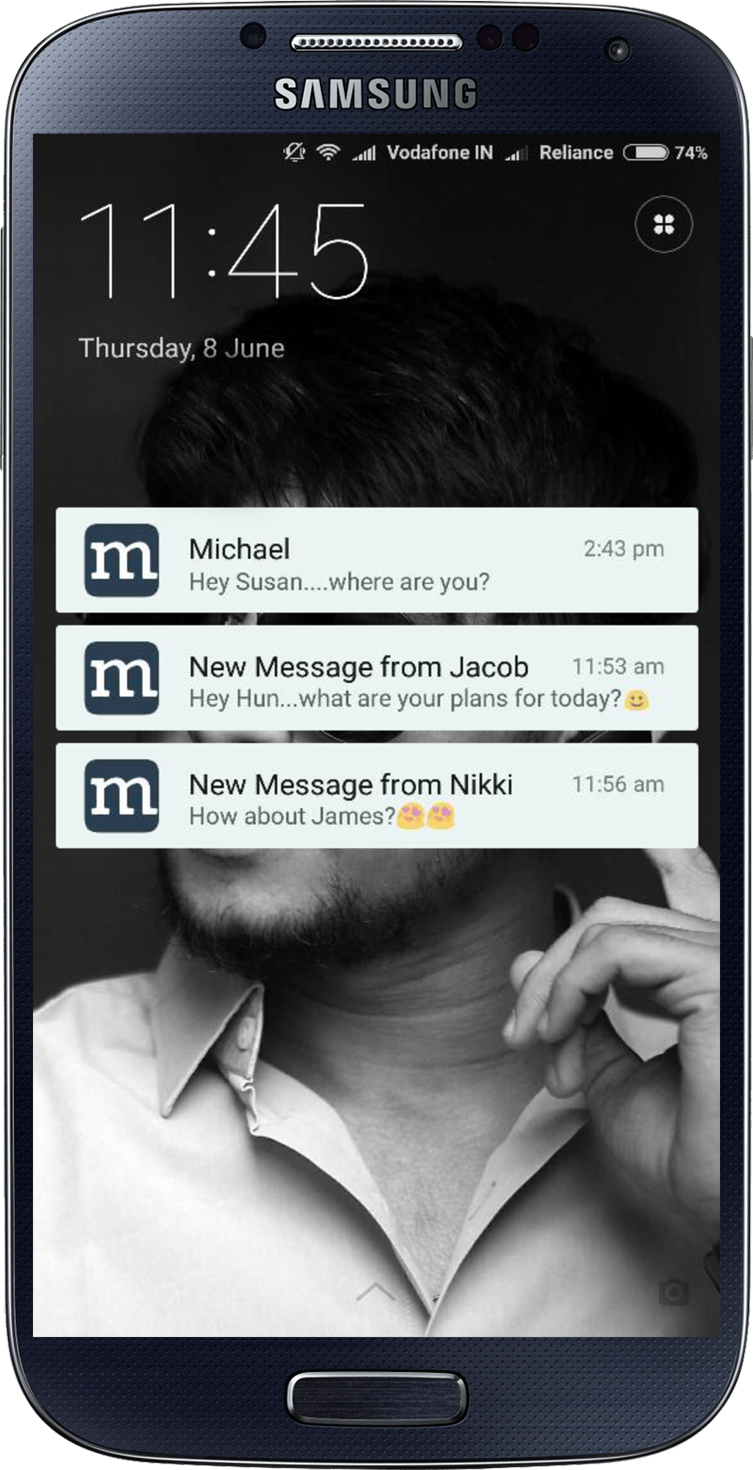 SAMSUNG
Vodafone IN Reliance 74%
11:45
Thursday, 8 June
m Michael 2:43 pm
Hey Susan....where are you?
m New Message from Jacob 11:53 am
Hey Hun...what are your plans for today?🙂
m New Message from Nikki 11:56 am
How about James?😍😍